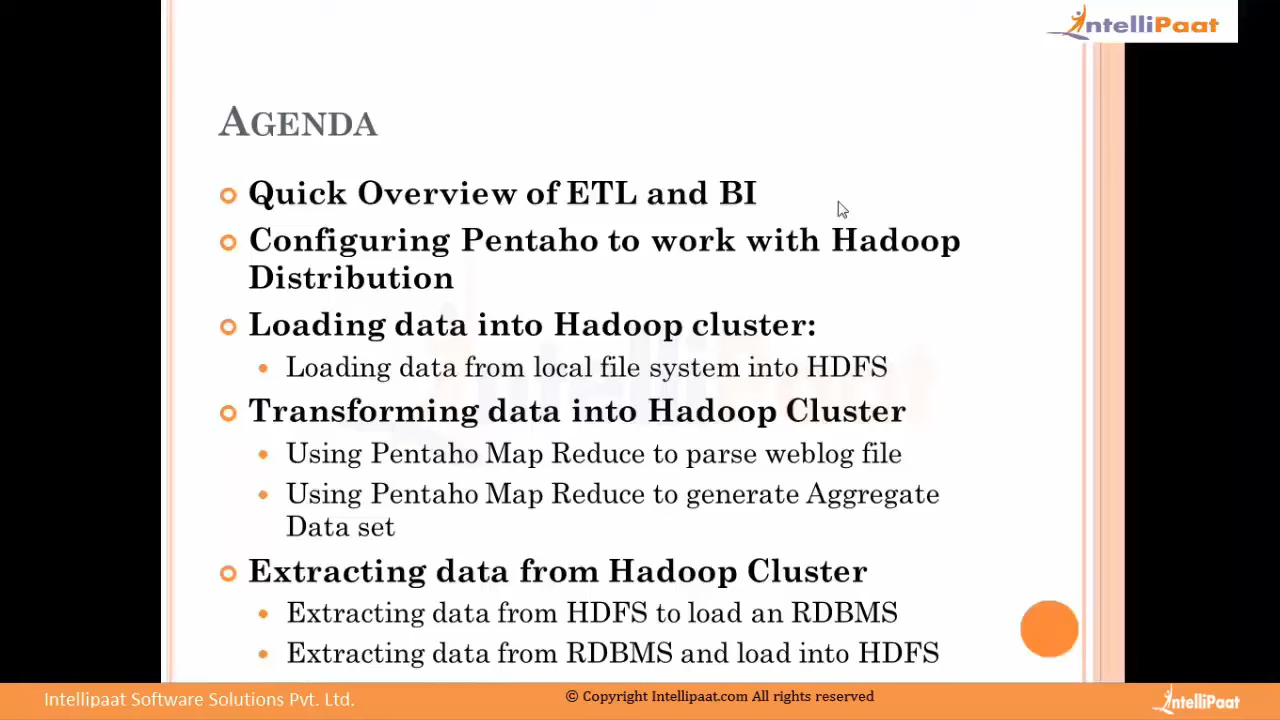 IntelliPaat
AGENDA
Quick Overview of ETL and BI
Configuring Pentaho to work with Hadoop
Distribution
Loading data into Hadoop cluster:
Loading data from local file system into HDFS
Transforming data into Hadoop Cluster
Using Pentaho Map Reduce to parse weblog file
Using Pentaho Map Reduce to generate Aggregate
Data set
Extracting data from Hadoop Cluster
Extracting data from HDFS to load an RDBMS
Extracting data from RDBMS and load into HDFS
IntelliPaat
Intellipaat Software Solutions Pvt. Ltd.
© Copyright Intellipaat.com All rights reserved
IntelliPaat